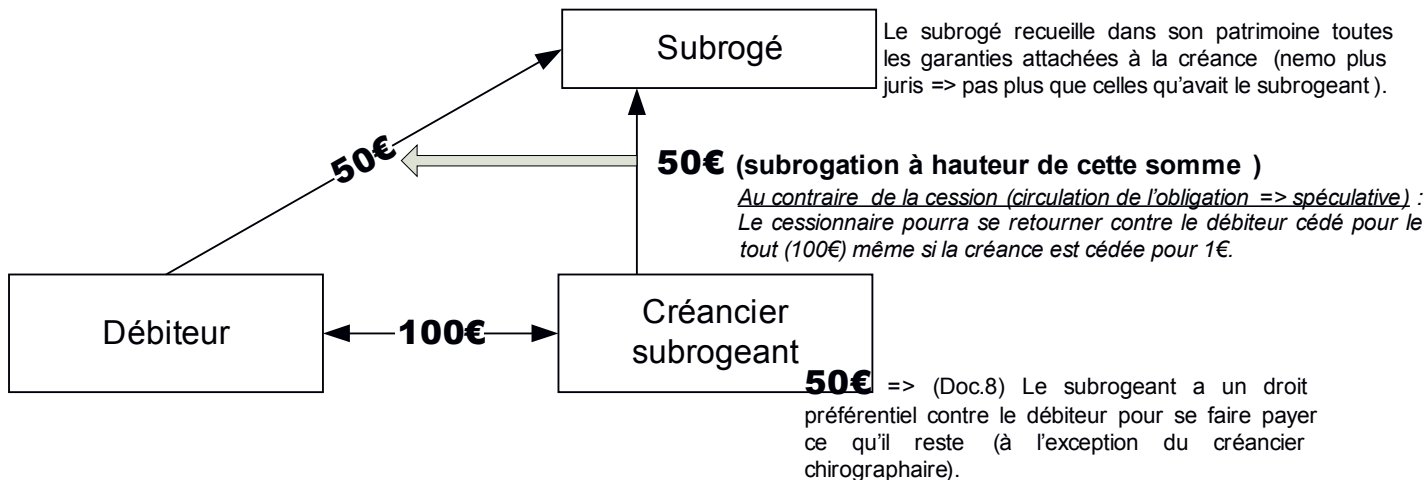 Subrogé
Le subrogé recueille dans son patrimoine toutes
les garanties attachées à la créance (nemo plus
juris => pas plus que celles qu'avait le subrogeant ).
50€
50€ (subrogation à hauteur de cette somme )
Au contraire de la cession (circulation de l'obligation => spéculative) :
Le cessionnaire pourra se retourner contre le débiteur cédé pour le
tout (100€) même si la créance est cédée pour 1€.
Débiteur
100€
Créancier
subrogeant
50€ => (Doc.8) Le subrogeant a un droit
préférentiel contre le débiteur pour se faire payer
ce qu'il reste (à l'exception du créancier
chirographaire).